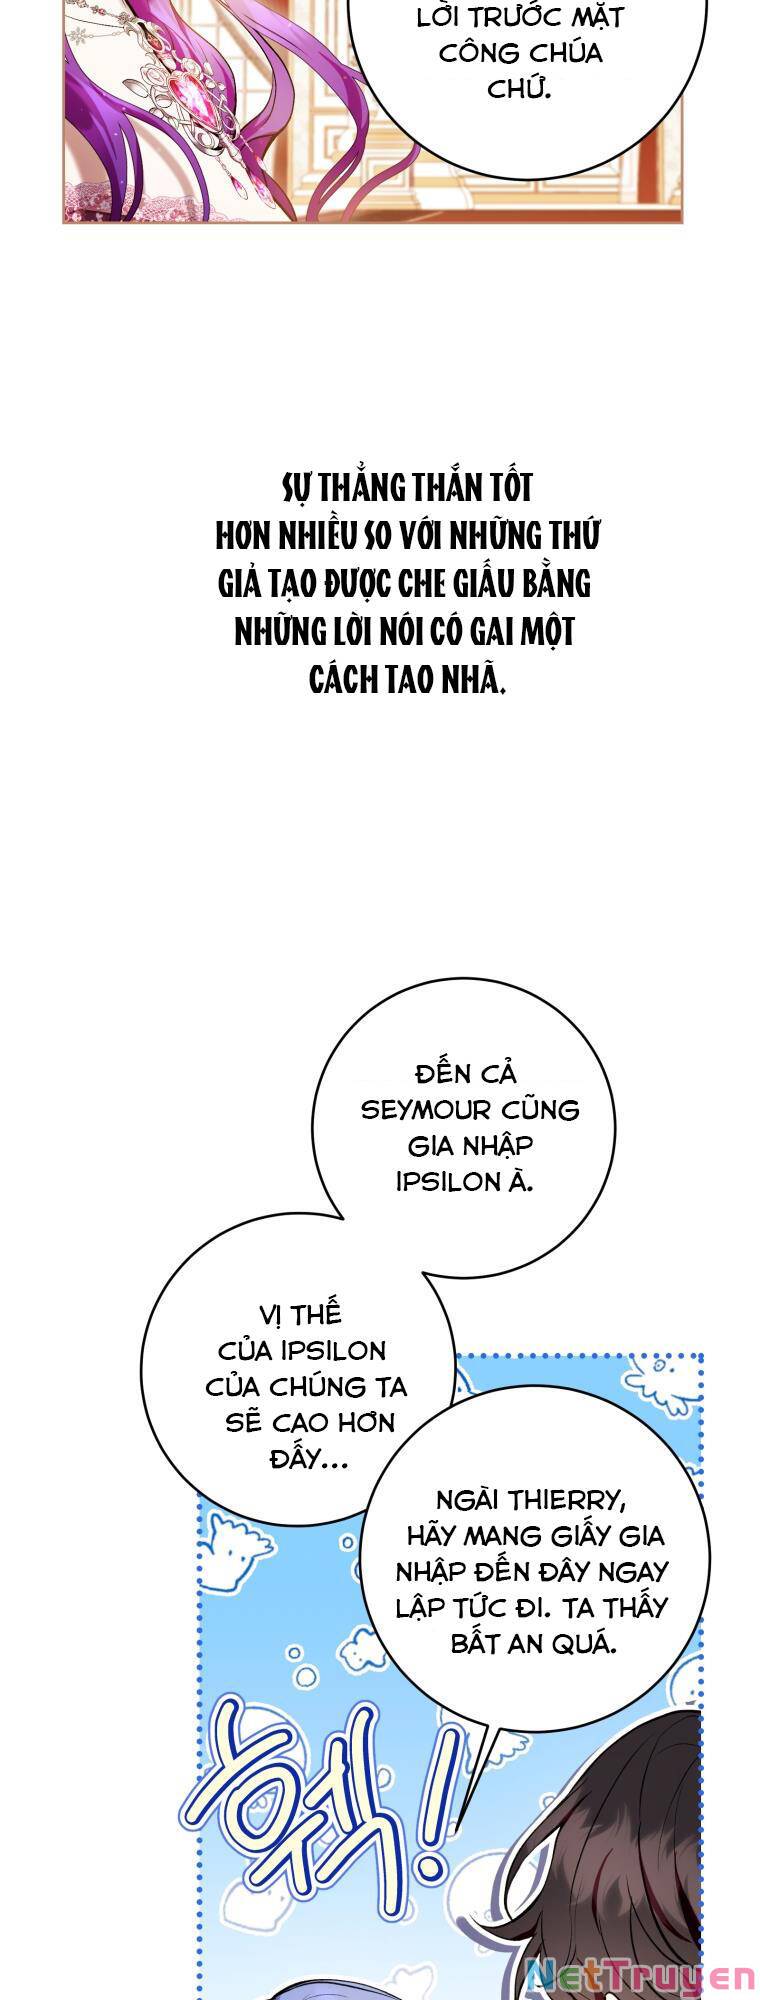 LỜI TRƯỚC MẶT
CÔNG CHÚA
CHỨ.
SỰ THẲNG THẮN TỐT
HƠN NHIỀU SO VỚI NHỮNG THỨ
GIẢ TẠO ĐƯỢC CHE GIẤU BẰNG
NHỮNG LỜI NÓI CÓ GAI MỘT
CÁCH TAO NHÃ.
ĐẾN CẢ
SEYMOUR CŨNG
GIA NHẬP
IPSILON À.
VỊ THẾ
CỦA IPSILON
CỦA CHÚNG TA
SẼ CAO HƠN
ĐẤY...
NGÀI THIERRY,
HÃY MANG GIẤY GIA
NHẬP ĐẾN ĐÂY NGAY
LẬP TỨC ĐI. TA THẤY
BẤT AN QUÁ.
헥!
NetTruyen